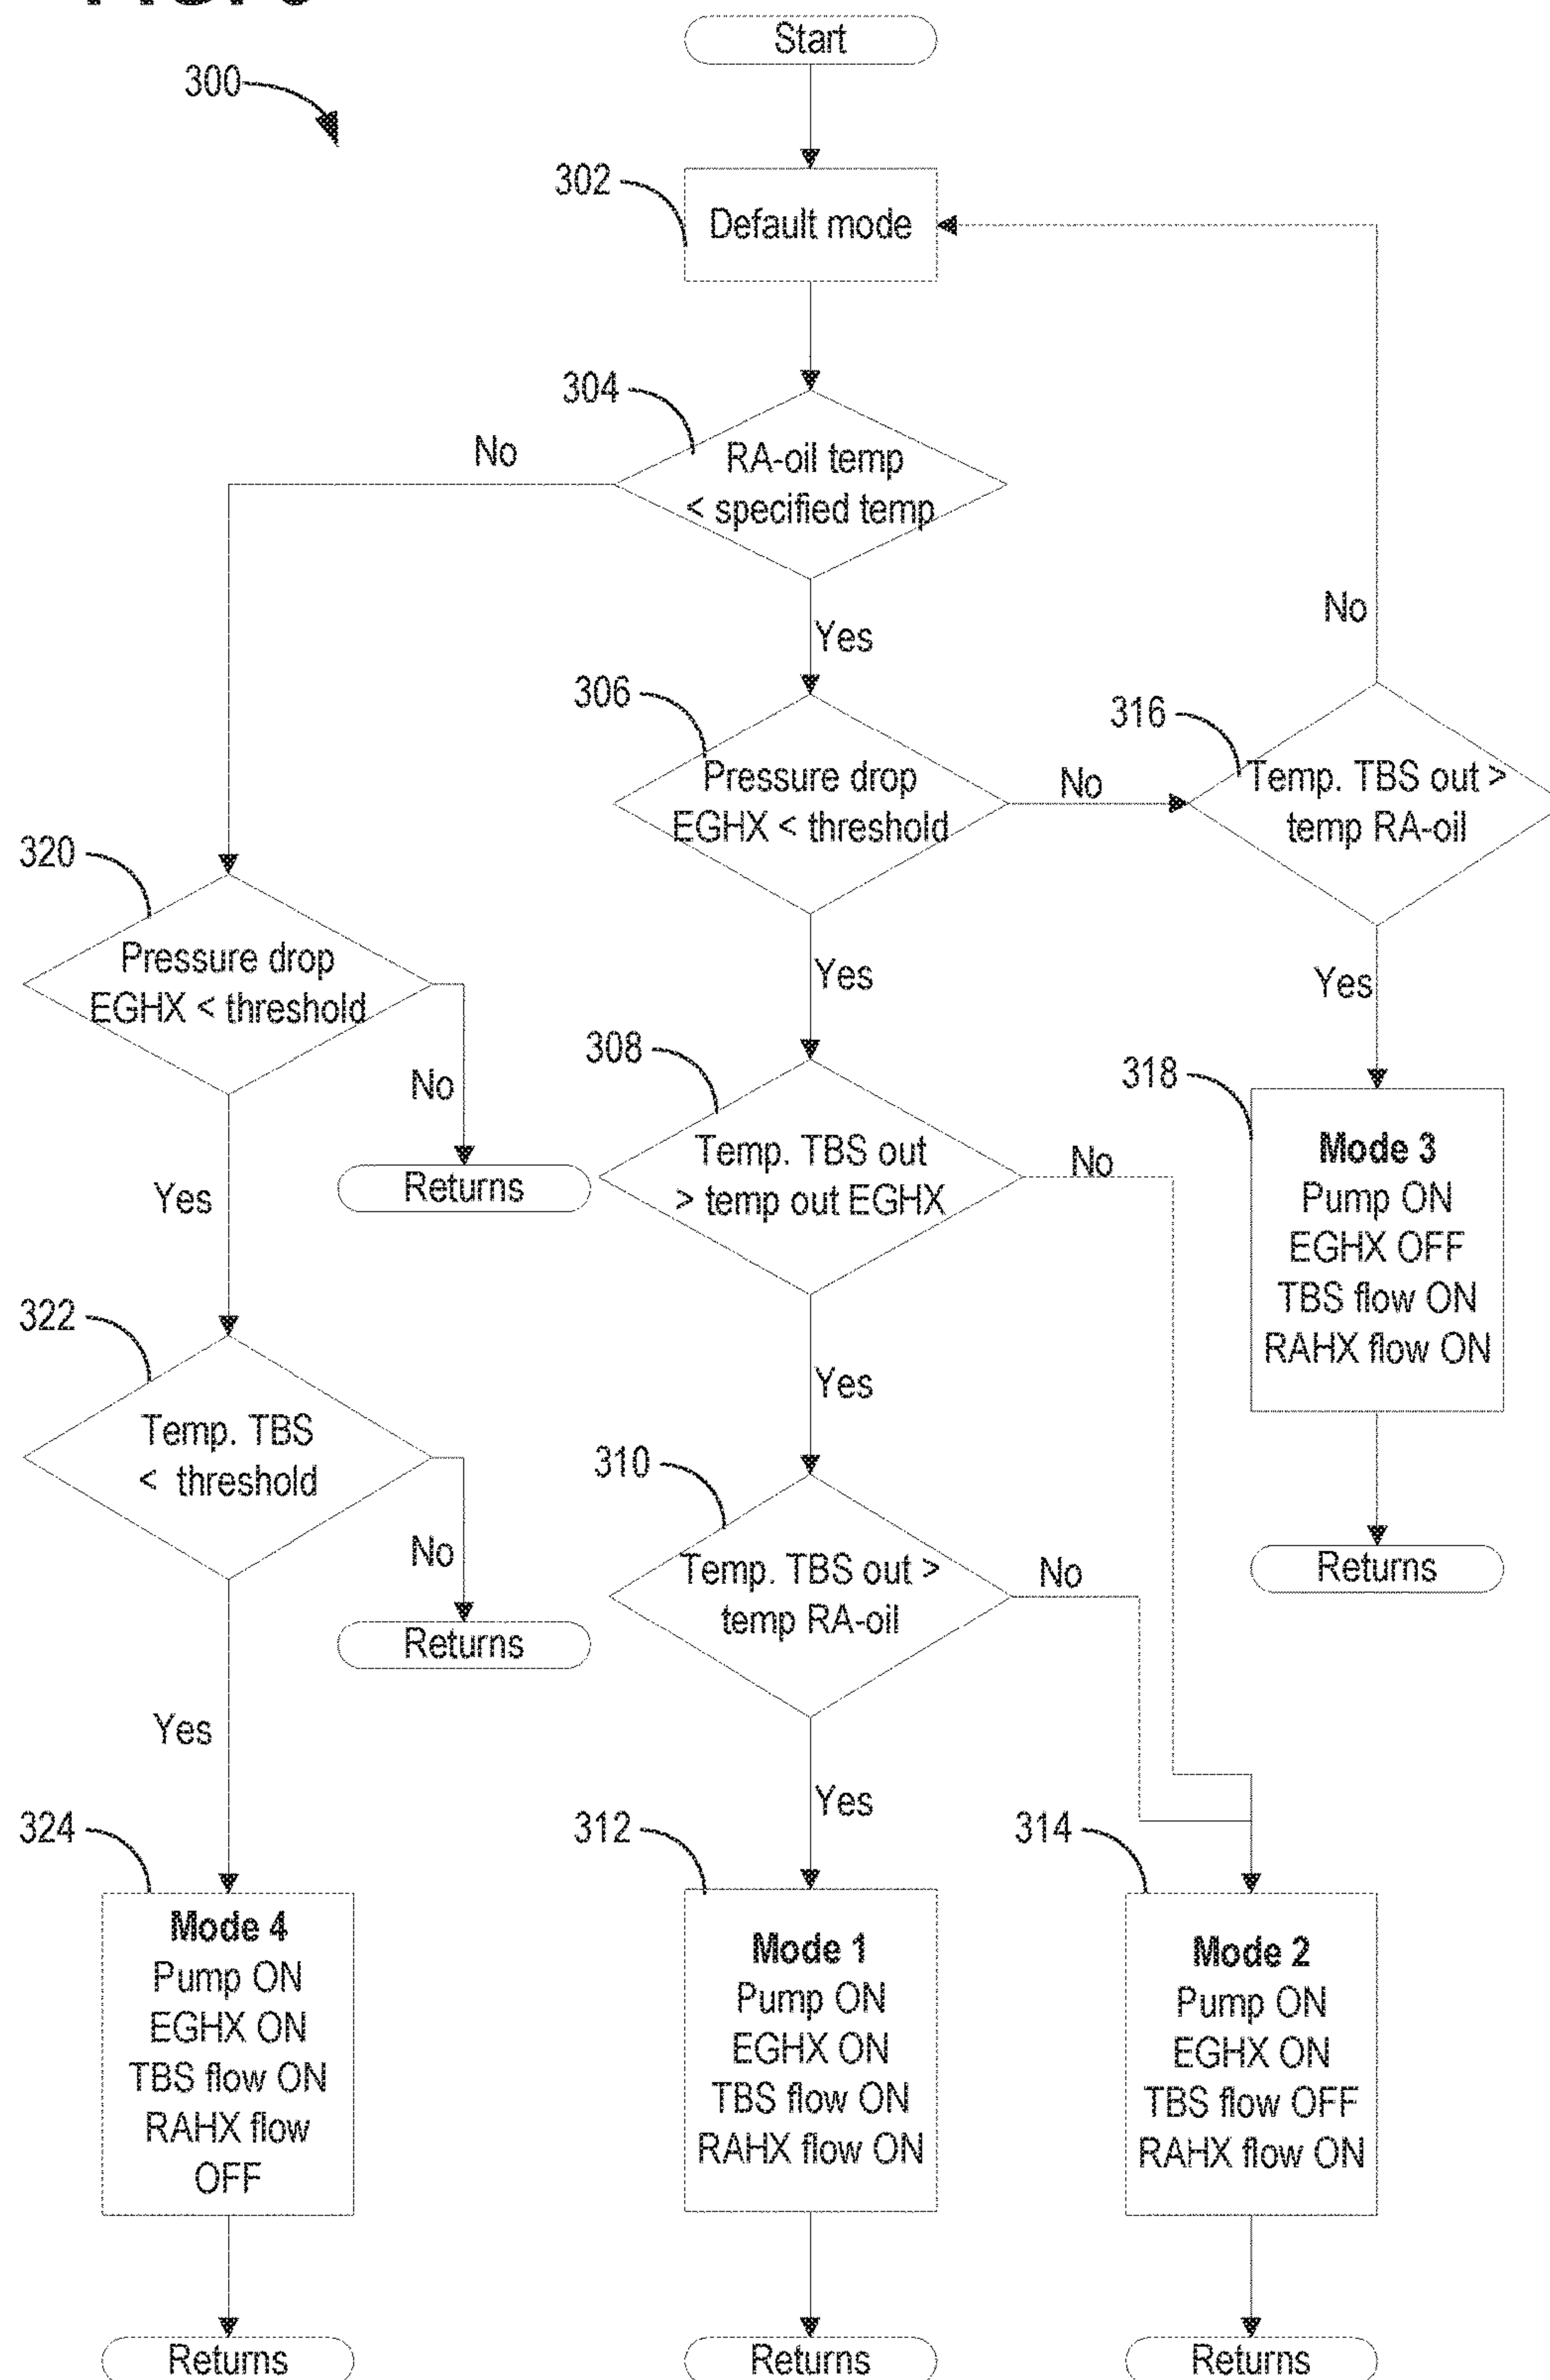 Start
300
302
Default mode
304
No
RA-oil temp
< specified temp
Yes
No
306
316
Pressure drop
EGHX < threshold
No
Temp. TBS out >
temp RA-oil
320
Pressure drop
EGHX < threshold
Yes
Yes
No
308
318
Temp. TBS out
> temp out EGHX
No
Mode 3
Pump ON
EGHX OFF
TBS flow ON
RAHX flow ON
Returns
Yes
322
Temp. TBS
< threshold
Yes
310
No
Temp. TBS out >
temp RA-oil
No
Returns
Returns
Yes
Yes
324
312
314
Mode 4
Pump ON
EGHX ON
TBS flow ON
RAHX flow
OFF
Mode 1
Pump ON
EGHX ON
TBS flow ON
RAHX flow ON
Mode 2
Pump ON
EGHX ON
TBS flow OFF
RAHX flow ON
Returns
Returns
Returns